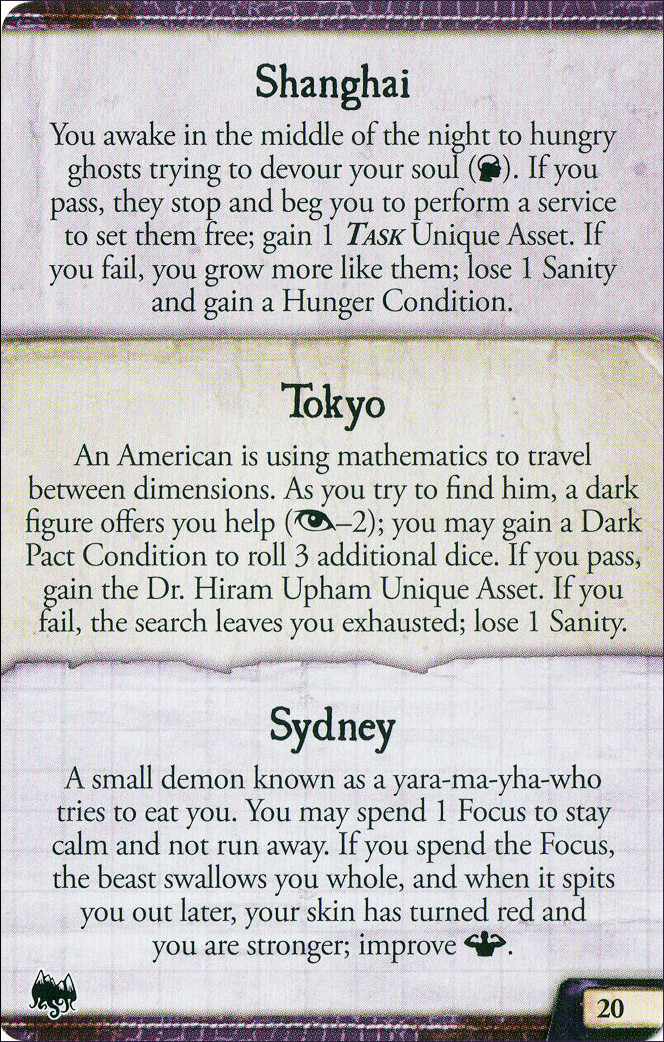 Shanghai
You awake in the middle of the night to hungry
ghosts trying to devour your soul (). If you
pass, they stop and beg you to perform a service
to set them free; gain 1 TASK Unique Asset. If
you fail, you grow more like them; lose 1 Sanity
and gain a Hunger Condition.
Tokyo
An American is using mathematics to travel
between dimensions. As you try to find him, a dark
figure offers you help (–2); you may gain a Dark
Pact Condition to roll 3 additional dice. If you pass,
gain the Dr. Hiram Upham Unique Asset. If you
fail, the search leaves you exhausted; lose 1 Sanity.
Sydney
A small demon known as a yara-ma-yha-who
tries to eat you. You may spend 1 Focus to stay
calm and not run away. If you spend the Focus,
the beast swallows you whole, and when it spits
you out later, your skin has turned red and
you are stronger; improve .
20